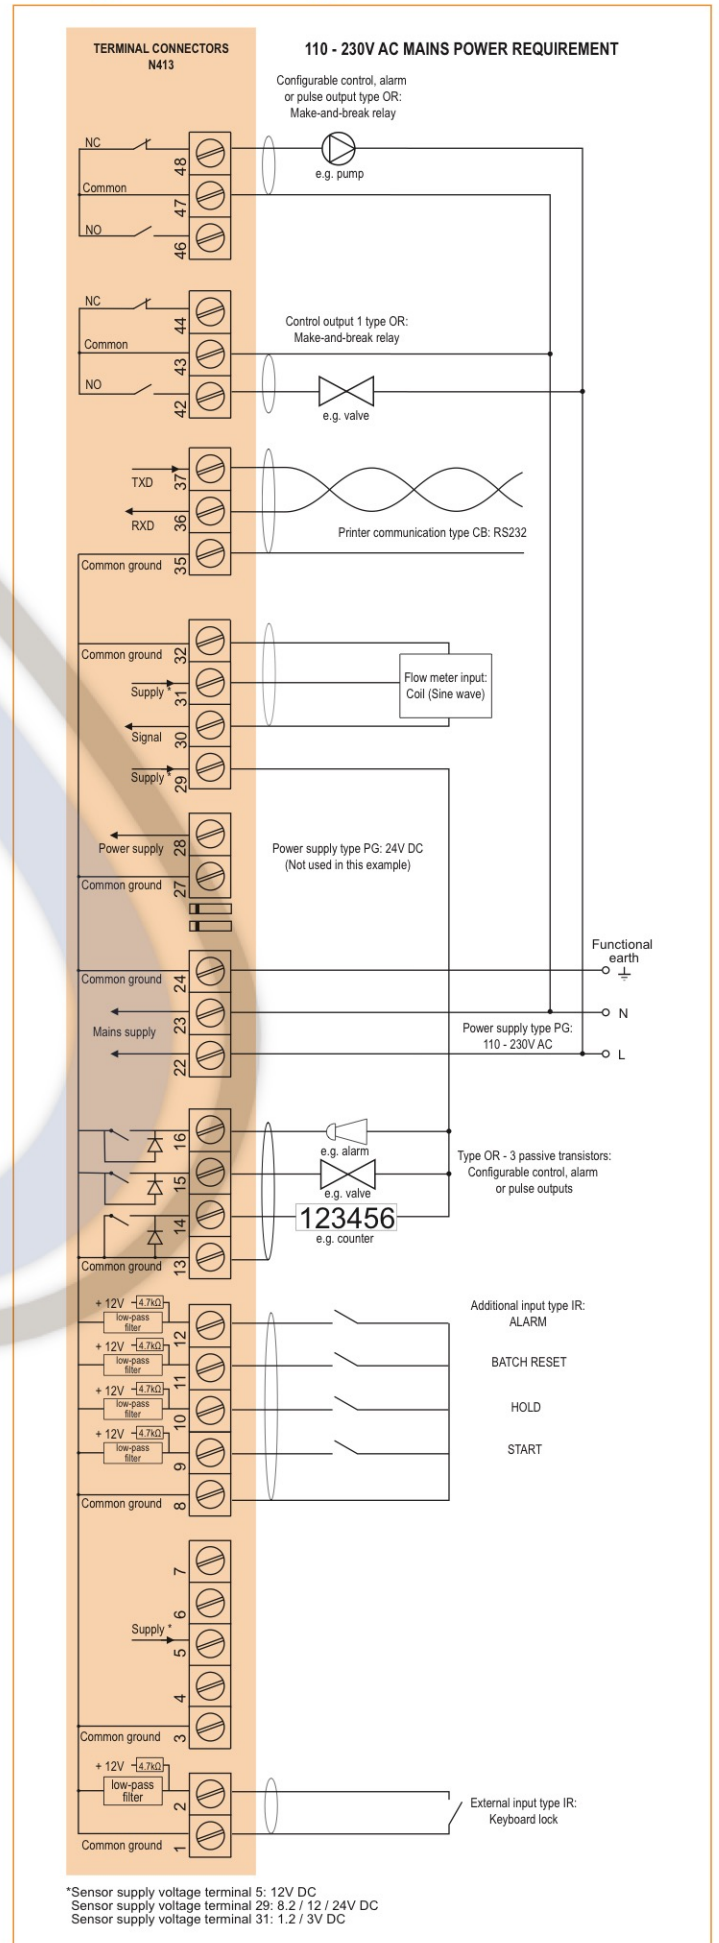 TERMINAL CONNECTORS
N413
110 - 230V AC MAINS POWER REQUIREMENT
Configurable control, alarm
or pulse output type OR:
Make-and-break relay
NC
48
e.g. pump
Common
47
NO
46
NC
44
Control output 1 type OR:
Make-and-break relay
Common
43
NO
42
e.g. valve
TXD
37
RXD
36
Printer communication type CB: RS232
Common ground
35
Common ground
32
Flow meter input:
Coil (Sine wave)
Supply *
31
Signal
30
Supply *
29
Power supply
28
Power supply type PG: 24V DC
(Not used in this example)
Common ground
27
Functional
earth
Common ground
24
N
23
Mains supply
Power supply type PG:
110 - 230V AC
22
L
16
e.g. alarm
Type OR - 3 passive transistors:
Configurable control, alarm
or pulse outputs
15
e.g. valve
14
123456
e.g. counter
Common ground
13
+ 12V 4.7kΩ
low-pass
filter
12
Additional input type IR:
ALARM
+ 12V 4.7kΩ
low-pass
filter
11
BATCH RESET
+ 12V 4.7kΩ
low-pass
filter
10
HOLD
+ 12V 4.7kΩ
low-pass
filter
9
START
Common ground
8
7
6
Supply *
5
4
Common ground
3
+ 12V 4.7kΩ
low-pass
filter
2
External input type IR:
Keyboard lock
Common ground
1
*Sensor supply voltage terminal 5: 12V DC
Sensor supply voltage terminal 29: 8.2 / 12 / 24V DC
Sensor supply voltage terminal 31: 1.2 / 3V DC